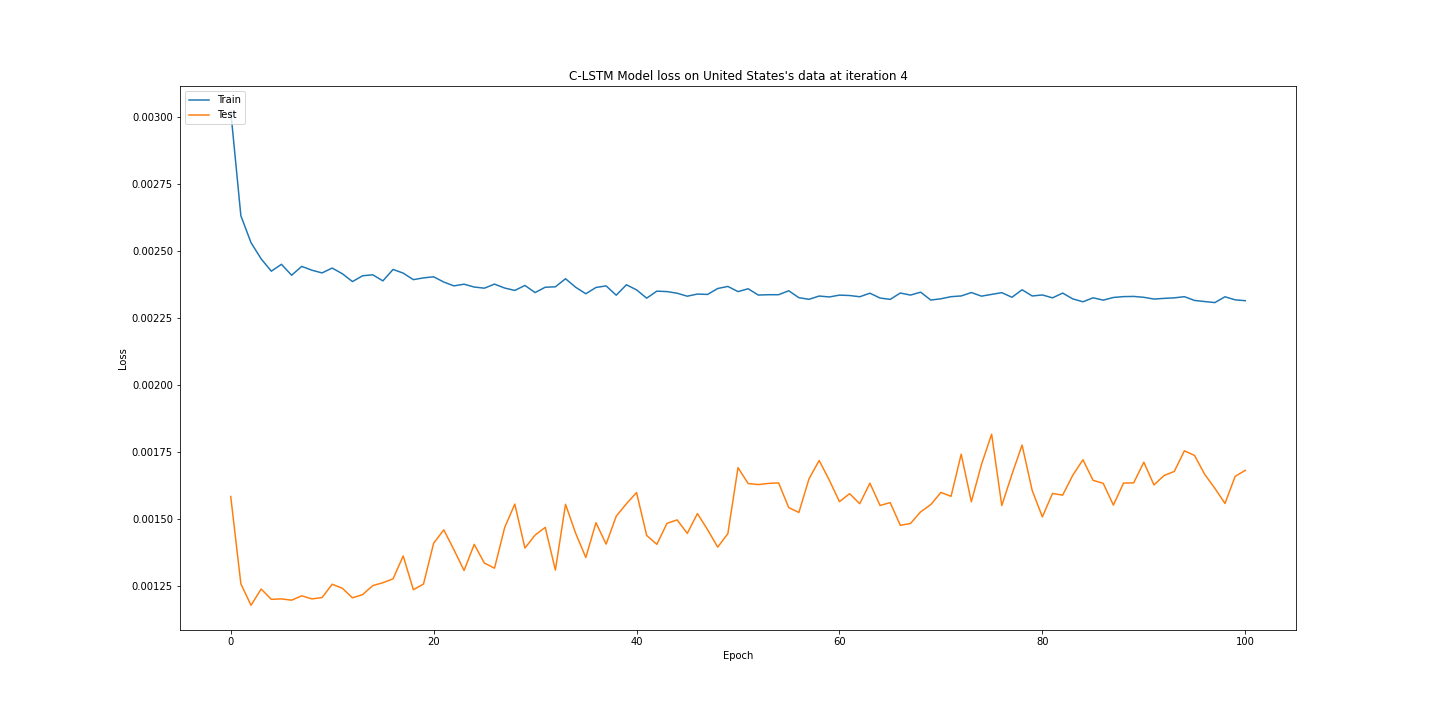 C-LSTM Model loss on United States's data at iteration 4
Train
Test
0.00300
0.00275
0.00250
0.00225
0.00200
0.00175
0.00150
0.00125
Loss
0 20 40 60 80 100
Epoch